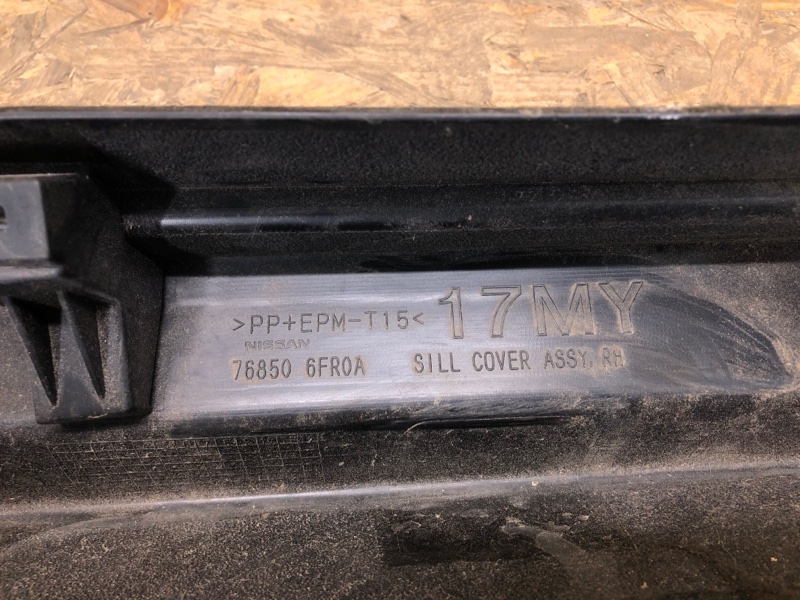 >PP+EPM-T15< 17MY
NISSAN
76850 6FR0A SILL COVER ASSY, RH